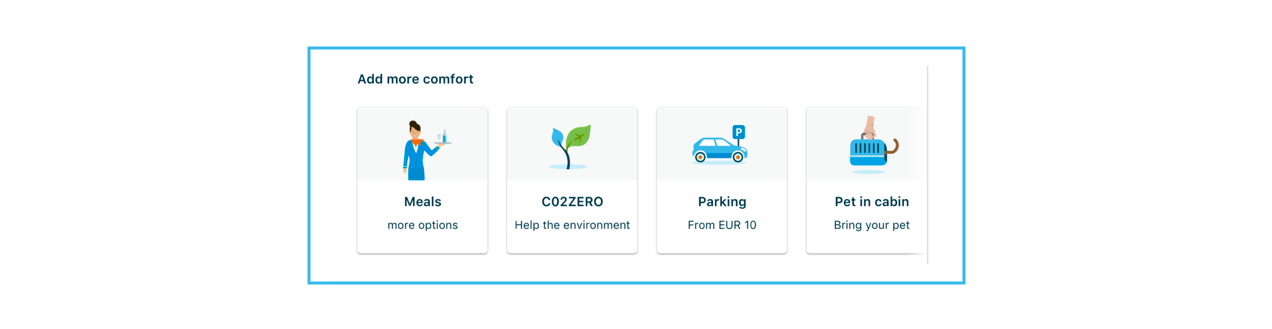 Add more comfort
P
Meals
more options
C02ZERO
Help the environment
Parking
From EUR 10
Pet in cabin
Bring your pet